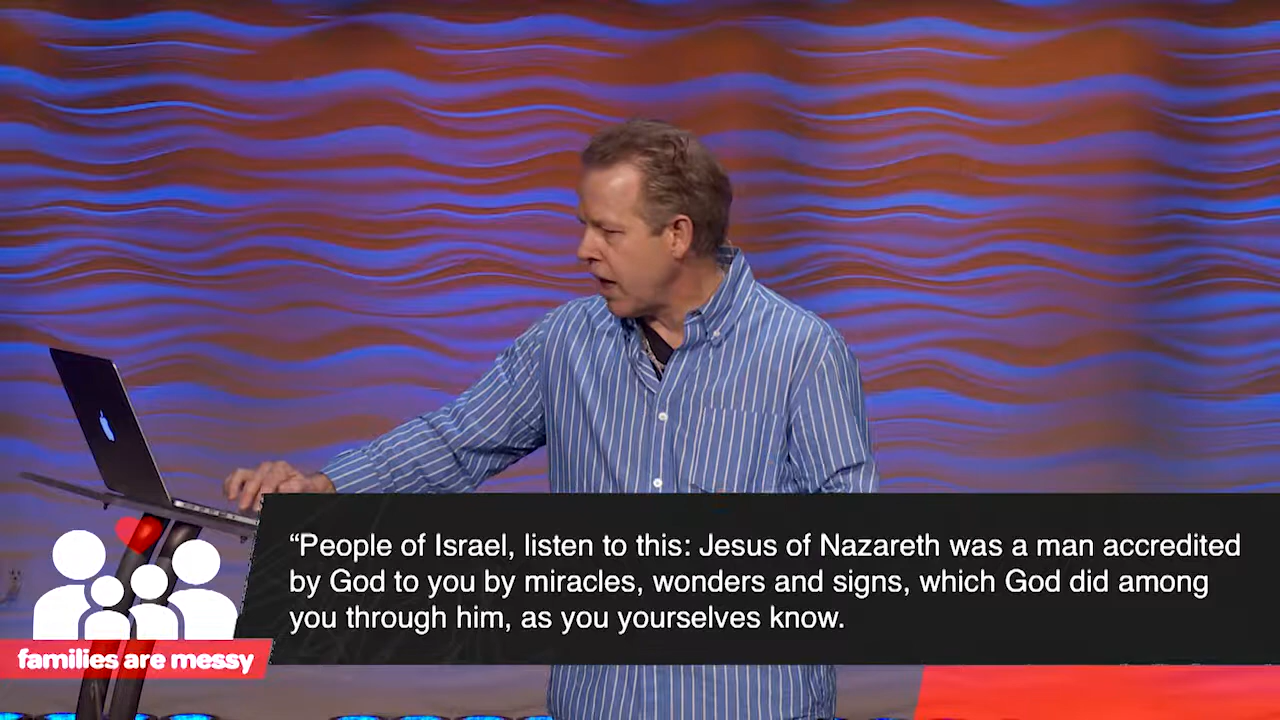 “People of Israel, listen to this: Jesus of Nazareth was a man accredited
by God to you by miracles, wonders and signs, which God did among
you through him, as you yourselves know.
families are messy